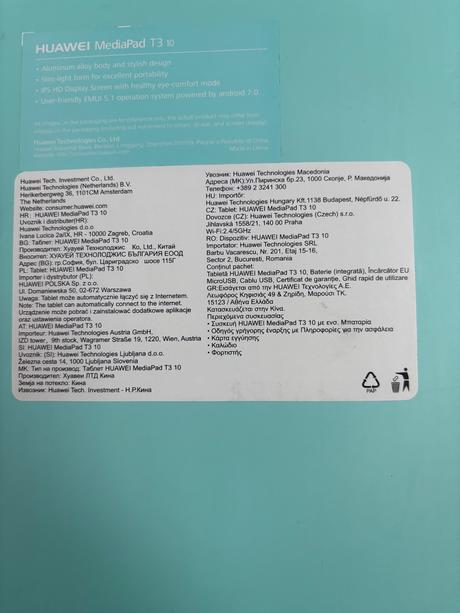 HUAWEI MediaPad T3 10
• Aluminum alloy body and stylish design
• Slim-light form for excellent portability
• IPS HD Display Screen with healthy eye-comfort mode
• User-friendly EMUI 5.1 operation system powered by android 7.0
Huawei Technologies Co., Ltd.
Made in China
Huawei Tech. Investment Co., Ltd.
Huawei Technologies (Netherlands) B.V.
Herikerbergweg 36, 1101CM Amsterdam
The Netherlands
Website: consumer.huawei.com
HR: HUAWEI MediaPad T3 10
Uvoznik i distributer(HR):
Huawei Technologies d.o.o
Ivana Lucica 2a/IX, HR - 10000 Zagreb, Croatia
BG: Таблет: HUAWEI MediaPad T3 10
Производител: Хуауей Технолоджис Ko,.Ltd., Китай
Вносител: ХУАУЕЙ ТЕХНОЛОДЖИС БЪЛГАРИЯ ЕООД
Адрес (BG): гр.София, бул. Цариградско шосе 115Г
PL: Tablet: HUAWEI MediaPad T3 10
Importer i dystrybutor (PL):
HUAWEI POLSKA Sp. z o.o.
Ul. Domaniewska 50, 02-672 Warszawa
Uwaga: Tablet może automatycznie łączyć się z Internetem.
Note: The tablet can automatically connect to the internet.
Urządzenie może pobrać i zainstalować dodatkowe aplikacje
oraz ustawienia operatora.
AT: HUAWEI MediaPad T3 10
Importeur: Huawei Technologies Austria GmbH,
IZD tower, 9th stock, Wagramer Straße 19, 1220, Wien, Austria
SI: HUAWEI MediaPad T3 10
Uvoznik: (SI): Huawei Technologies Ljubljana d.o.o.
Železna cesta 14, 1000 Ljubljana Slovenia
MK: Тип на производ: Таблет HUAWEI MediaPad T3 10
Производител: Хуавеи ЛТД Кина
Земја на потекло: Кина
Извозник: Huawei Tech. Investment - Н.Р.Кина
Увозник: Huawei Technologies Macedonia
Адреса (МК):Ул.Пиринска бр.23, 1000 Скопје, Р. Македонија
Телефон: +389 2 3241 300
HU: Importőr:
Huawei Technologies Hungary Kft.1138 Budapest, Népfürdő u. 22.
CZ: Tablet: HUAWEI MediaPad T3 10
Dovozce (CZ): Huawei Technologies (Czech) s.r.o.
Jihlavská 1558/21, 140 00 Praha
Wi-Fi:2.4/5GHz
RO: Dispozitiv: HUAWEI MediaPad T3 10
Importator: Huawei Technologies SRL
Barbu Vacarescu, Nr. 201, Etaj 15-16,
Sector 2, Bucuresti, Romania
Conținut pachet:
Tabletă HUAWEI MediaPad T3 10, Baterie (integrată), Încărcător EU
MicroUSB, Cablu USB, Certificat de garanție, Ghid rapid de utilizare
GR:Εισάγεται από την HUAWEI Τεχνολογίες Α.Ε.
Λεωφόρος Κηφισιάς 49 & Ζηρίδη, Μαρούσι ΤΚ.
15123 / Αθήνα Ελλάδα
Κατασκευάζεται στην Κίνα.
Περιεχόμενα συσκευασίας
• Συσκευή HUAWEI MediaPad T3 10 με ενσ. Μπαταρία
• Οδηγός γρήγορης έναρξης με Πληροφορίες για την ασφάλεια
• Κάρτα εγγύησης
• Καλώδιο
• Φορτιστής
PAP